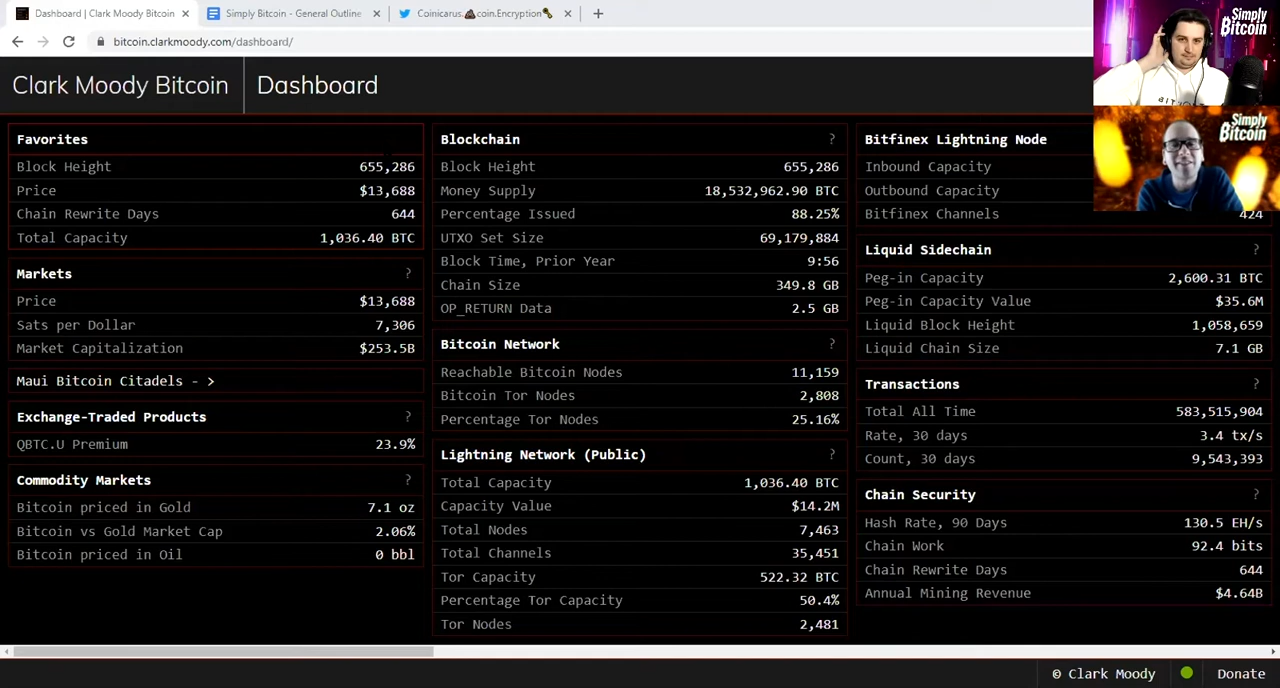 Dashboard | Clark Moody Bitcoin
Simply Bitcoin - General Outline
Coinicarus.💩coin.Encryption🔑
bitcoin.clarkmoody.com/dashboard/
Clark Moody Bitcoin
Dashboard
Simply
Bitcoin
Simply
Bitcoin
Favorites
Block Height 655,286
Price $13,688
Chain Rewrite Days 644
Total Capacity 1,036.40 BTC
Markets ?
Price $13,688
Sats per Dollar 7,306
Market Capitalization $253.5B
Maui Bitcoin Citadels - >
Exchange-Traded Products ?
QBTC.U Premium 23.9%
Commodity Markets ?
Bitcoin priced in Gold 7.1 oz
Bitcoin vs Gold Market Cap 2.06%
Bitcoin priced in Oil 0 bbl
Blockchain ?
Block Height 655,286
Money Supply 18,532,962.90 BTC
Percentage Issued 88.25%
UTXO Set Size 69,179,884
Block Time, Prior Year 9:56
Chain Size 349.8 GB
OP_RETURN Data 2.5 GB
Bitcoin Network ?
Reachable Bitcoin Nodes 11,159
Bitcoin Tor Nodes 2,808
Percentage Tor Nodes 25.16%
Lightning Network (Public) ?
Total Capacity 1,036.40 BTC
Capacity Value $14.2M
Total Nodes 7,463
Total Channels 35,451
Tor Capacity 522.32 BTC
Percentage Tor Capacity 50.4%
Tor Nodes 2,481
Bitfinex Lightning Node
Inbound Capacity
Outbound Capacity
Bitfinex Channels 424
Liquid Sidechain ?
Peg-in Capacity 2,600.31 BTC
Peg-in Capacity Value $35.6M
Liquid Block Height 1,058,659
Liquid Chain Size 7.1 GB
Transactions ?
Total All Time 583,515,904
Rate, 30 days 3.4 tx/s
Count, 30 days 9,543,393
Chain Security ?
Hash Rate, 90 Days 130.5 EH/s
Chain Work 92.4 bits
Chain Rewrite Days 644
Annual Mining Revenue $4.64B
© Clark Moody
Donate